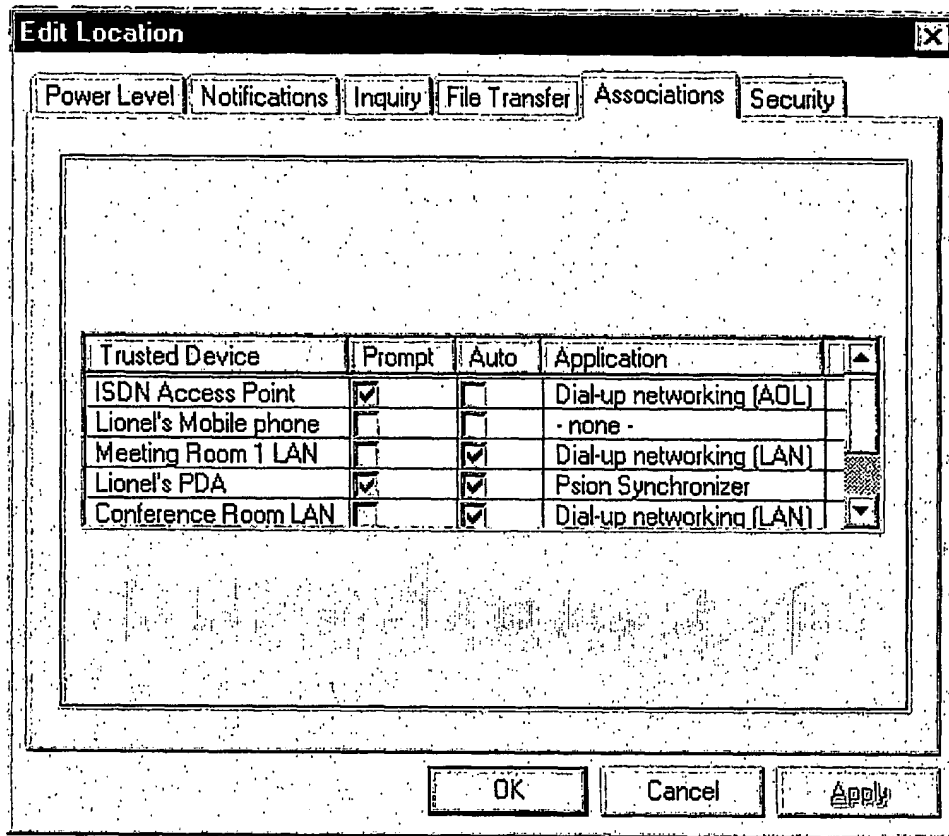 Edit Location
Power Level Notifications Inquiry File Transfer Associations Security
Trusted Device Prompt Auto Application
ISDN Access Point Dial-up networking (AOL)
Lionel's Mobile phone - none -
Meeting Room 1 LAN Dial-up networking (LAN)
Lionel's PDA Psion Synchronizer
Conference Room LAN Dial-up networking (LAN)
OK Cancel Apply